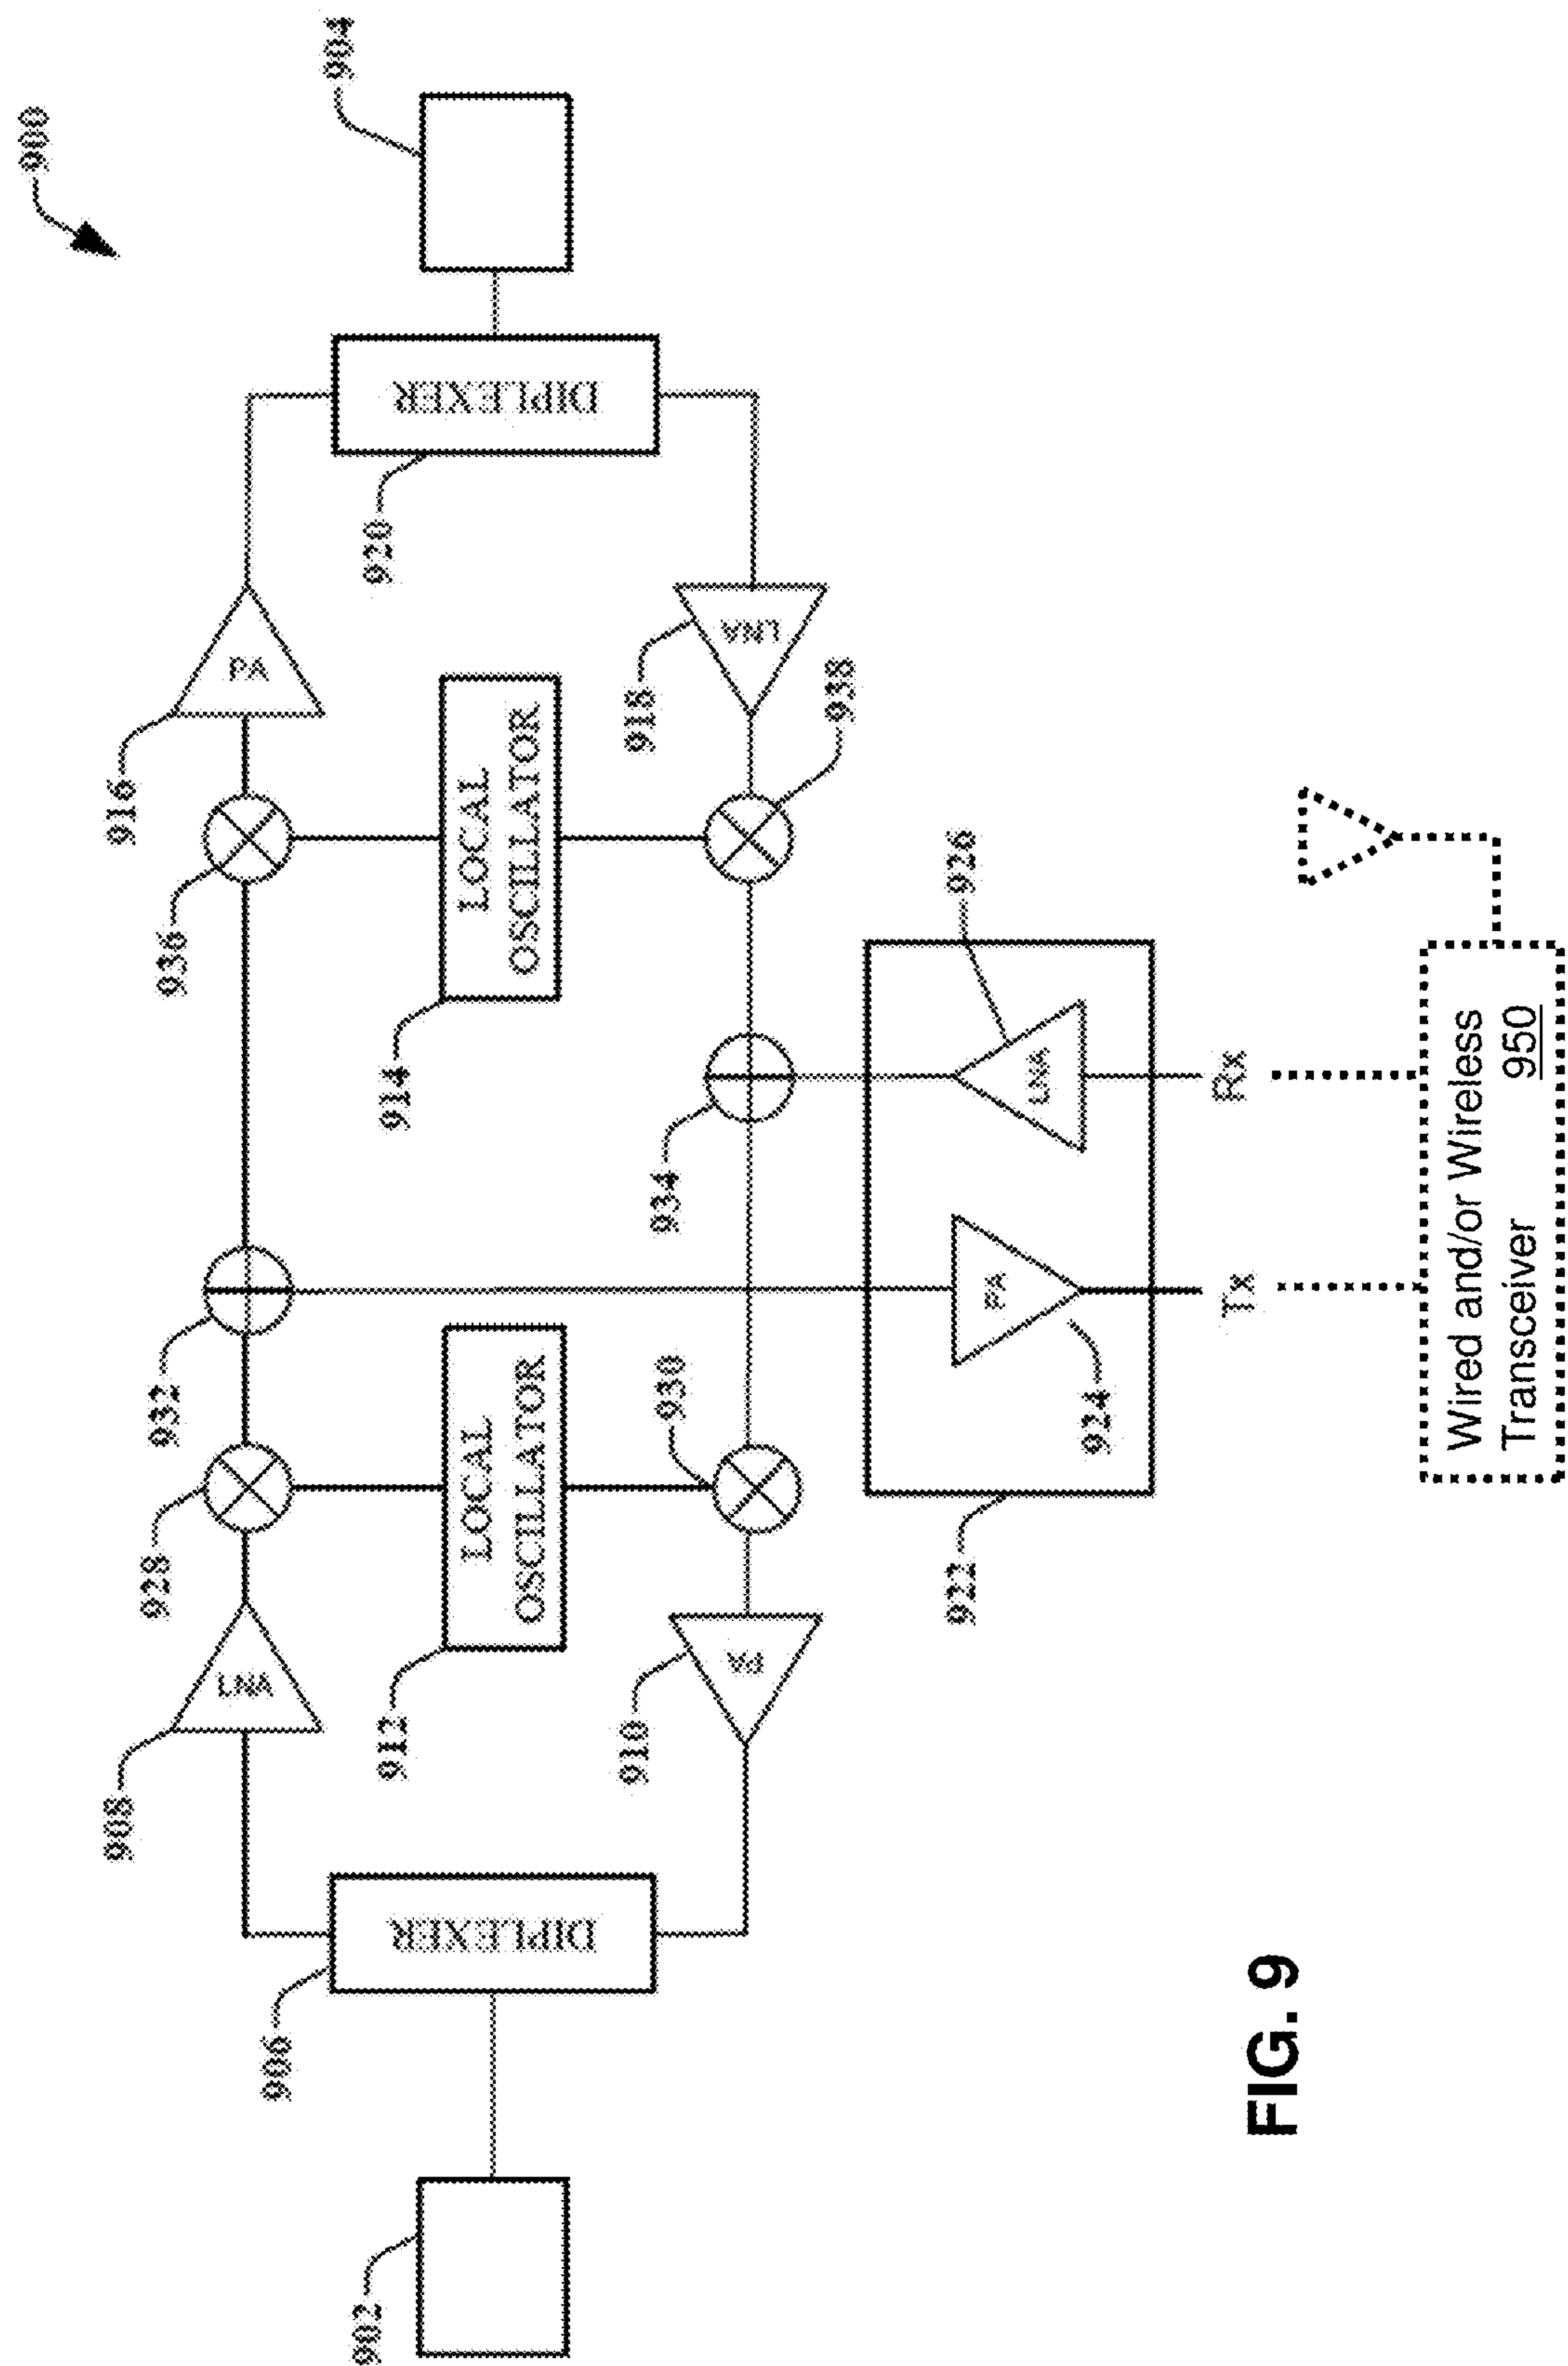 900
904
916
PA
936
932
928
908
LNA
920
DIPLEXER
914
LOCAL
OSCILLATOR
912
LOCAL
OSCILLATOR
906
DIPLEXER
902
918
LNA
938
934
930
910
PA
926
LNA
PA
924
922
Rx
Tx
Wired and/or Wireless
Transceiver 950
FIG. 9